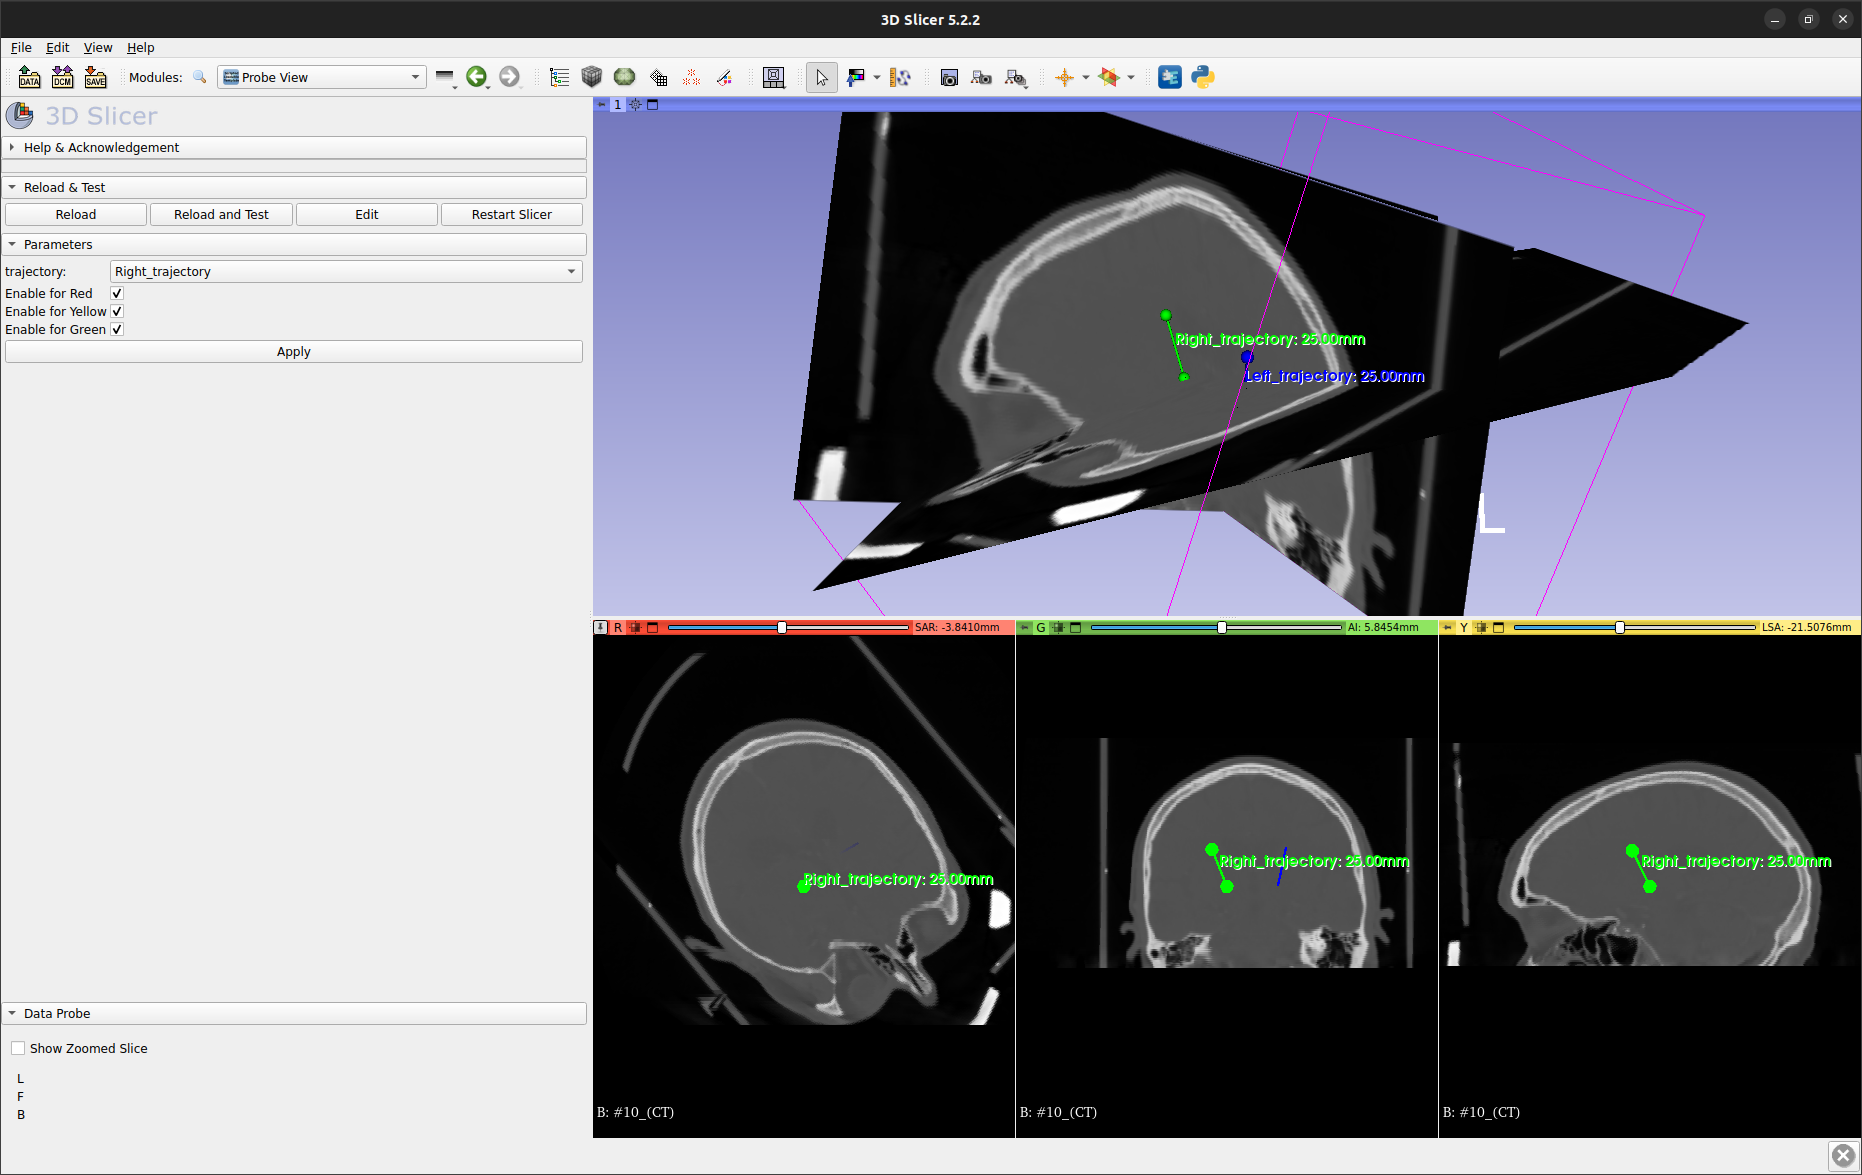 3D Slicer 5.2.2
File Edit View Help
DATA DCM SAVE Modules: Probe View
3D Slicer
Help & Acknowledgement
Reload & Test
Reload Reload and Test Edit Restart Slicer
Parameters
trajectory: Right_trajectory
Enable for Red
Enable for Yellow
Enable for Green
Apply
Data Probe
Show Zoomed Slice
L
F
B
1
Right_trajectory: 25.00mm
Left_trajectory: 25.00mm
L
R SAR: -3.8410mm
Right_trajectory: 25.00mm
B: #10_(CT)
G AI: 5.8454mm
Right_trajectory: 25.00mm
B: #10_(CT)
Y LSA: -21.5076mm
Right_trajectory: 25.00mm
B: #10_(CT)